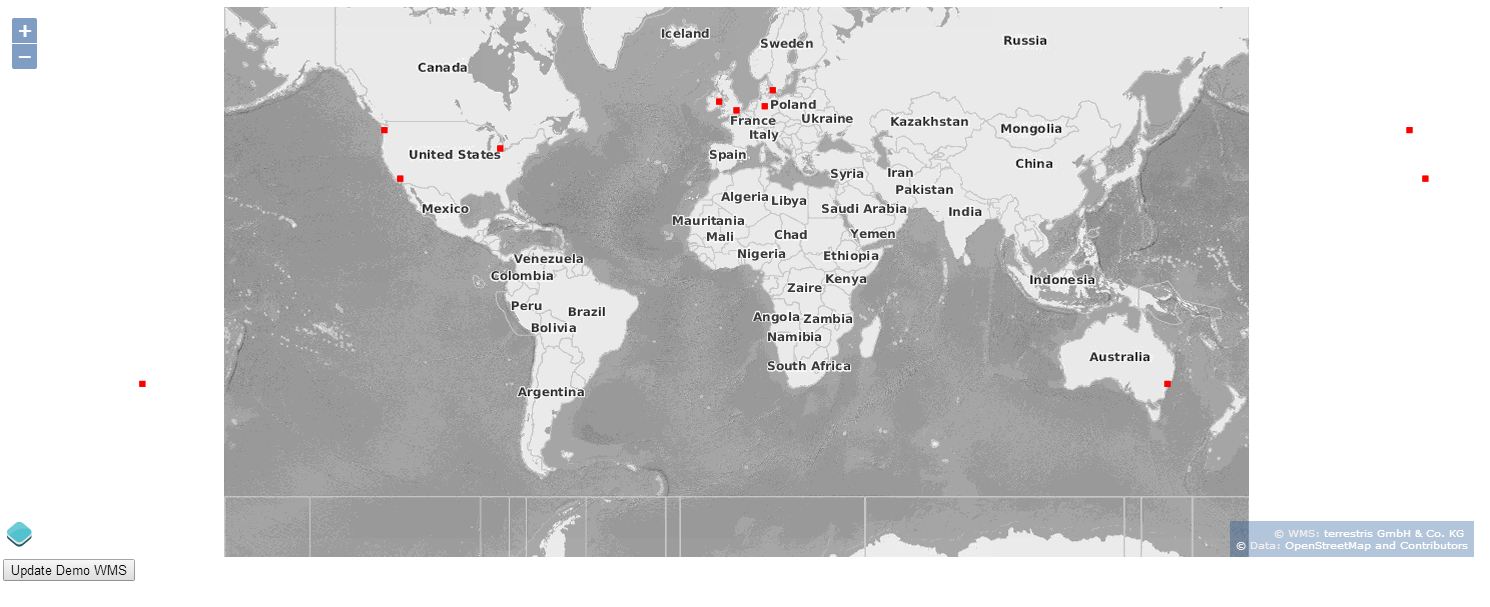 +
−
Iceland
Sweden
Russia
Canada
Poland
France
Ukraine
Kazakhstan
Mongolia
Italy
United States
Spain
China
Syria
Iran
Pakistan
Mexico
Algeria
Libya
Saudi Arabia
India
Mauritania
Mali
Chad
Yemen
Venezuela
Nigeria
Ethiopia
Colombia
Kenya
Indonesia
Zaire
Peru
Brazil
Bolivia
Angola
Zambia
Namibia
Australia
South Africa
Argentina
© WMS: terrestris GmbH & Co. KG
© Data: OpenStreetMap and Contributors
Update Demo WMS